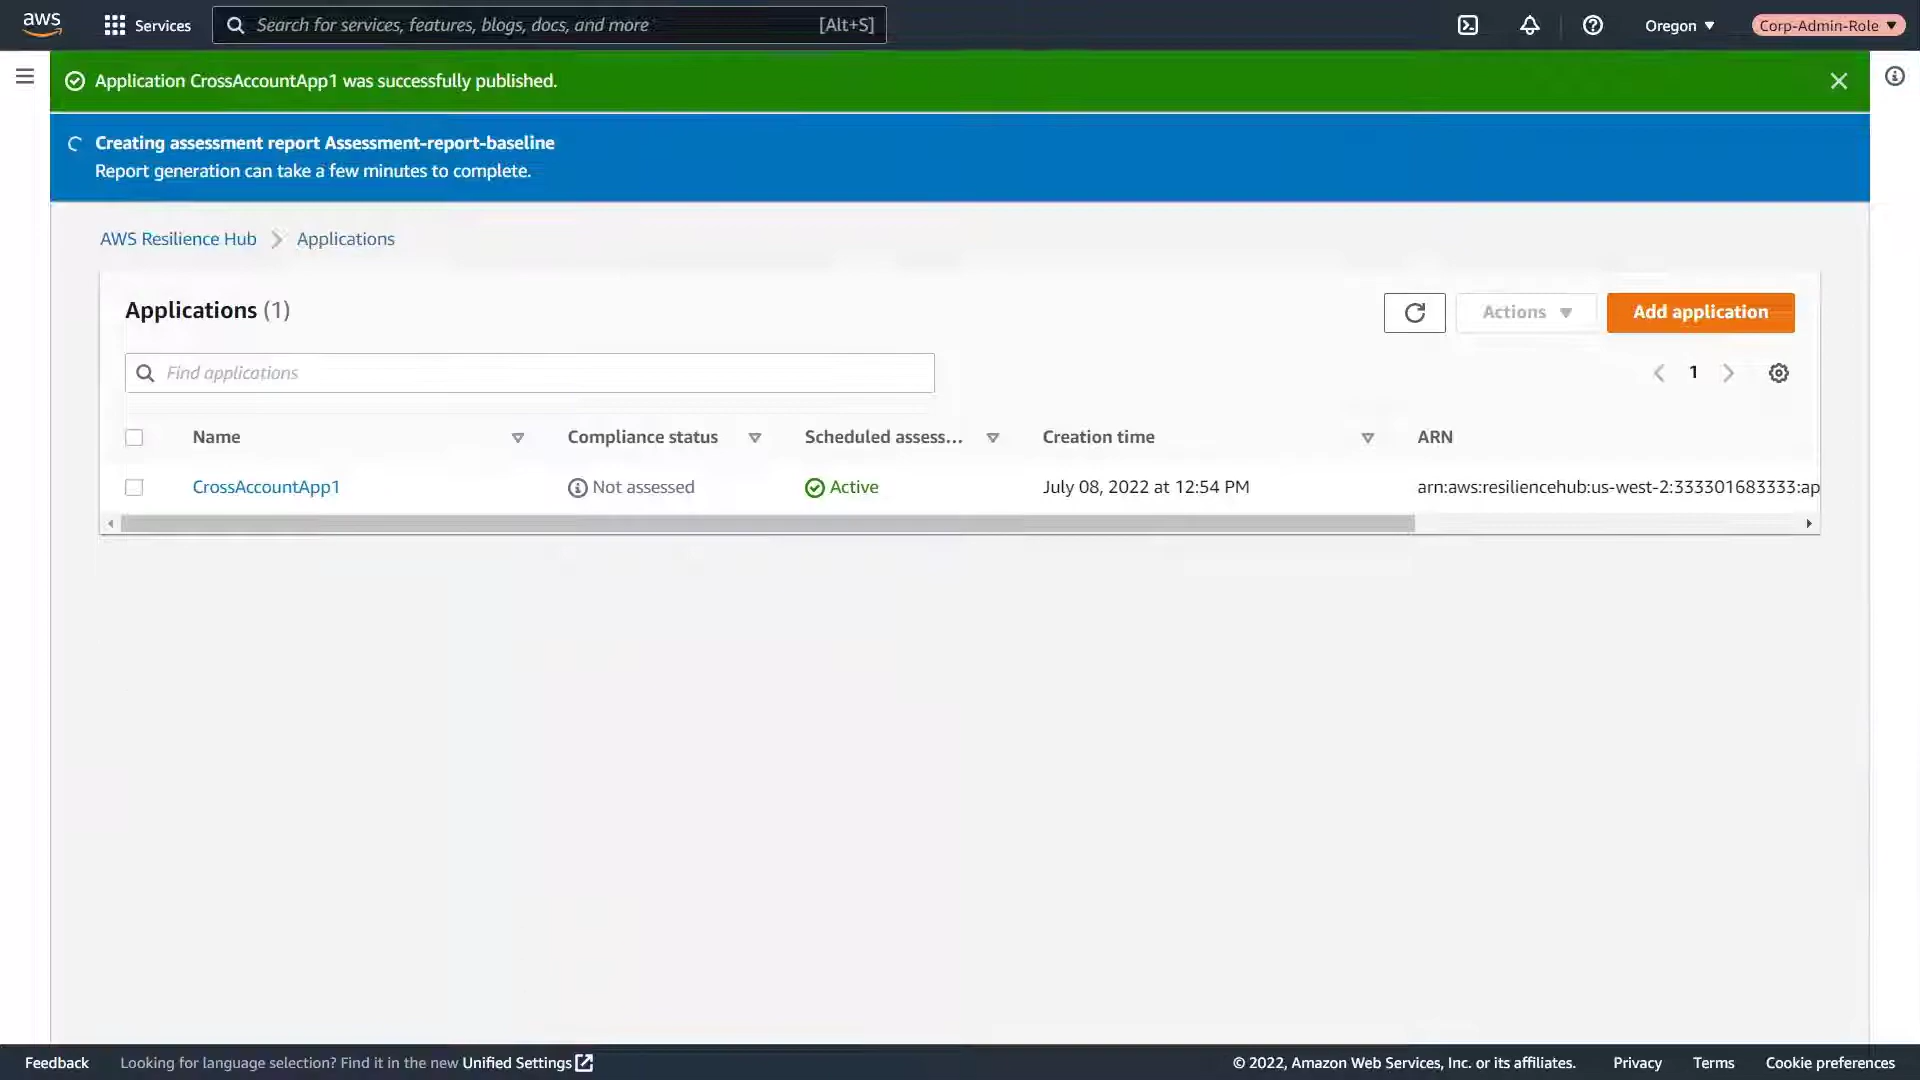 aws
Services
Search for services, features, blogs, docs, and more
[Alt+S]
Oregon
Corp-Admin-Role
Application CrossAccountApp1 was successfully published.
Creating assessment report Assessment-report-baseline
Report generation can take a few minutes to complete.
AWS Resilience Hub
Applications
Applications (1)
Actions
Add application
Find applications
1
Name
Compliance status
Scheduled assess...
Creation time
ARN
CrossAccountApp1
Not assessed
Active
July 08, 2022 at 12:54 PM
arn:aws:resiliencehub:us-west-2:333301683333:ap
Feedback
Looking for language selection? Find it in the new Unified Settings
© 2022, Amazon Web Services, Inc. or its affiliates.
Privacy
Terms
Cookie preferences